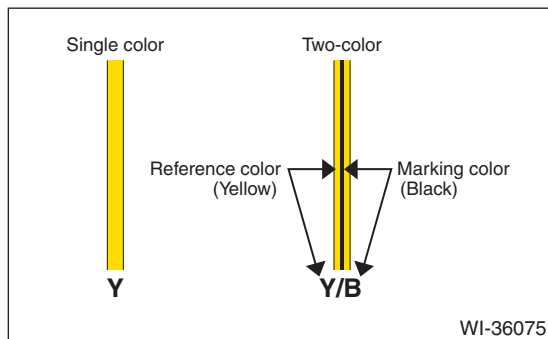 Single color
Two-color
Reference color
(Yellow)
Marking color
(Black)
Y
Y/B
WI-36075